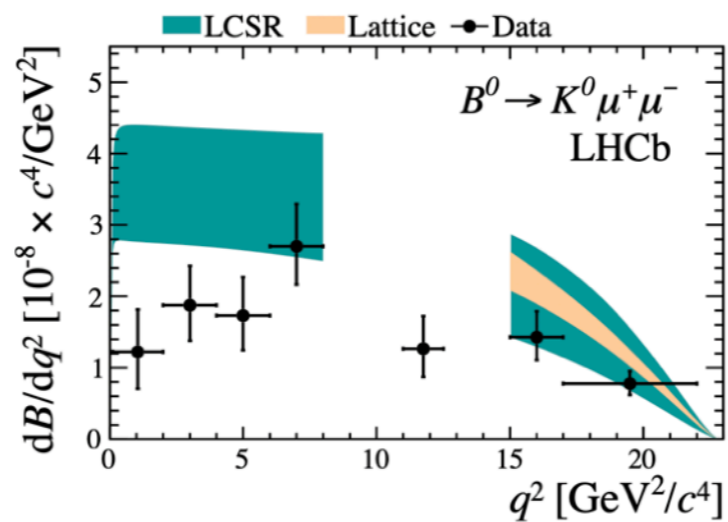 LCSR Lattice Data
B⁰ → K⁰ μ⁺ μ⁻
LHCb
dB/dq² [10⁻⁸ × c⁴/GeV²]
5
4
3
2
1
0
0 5 10 15 20
q² [GeV²/c⁴]